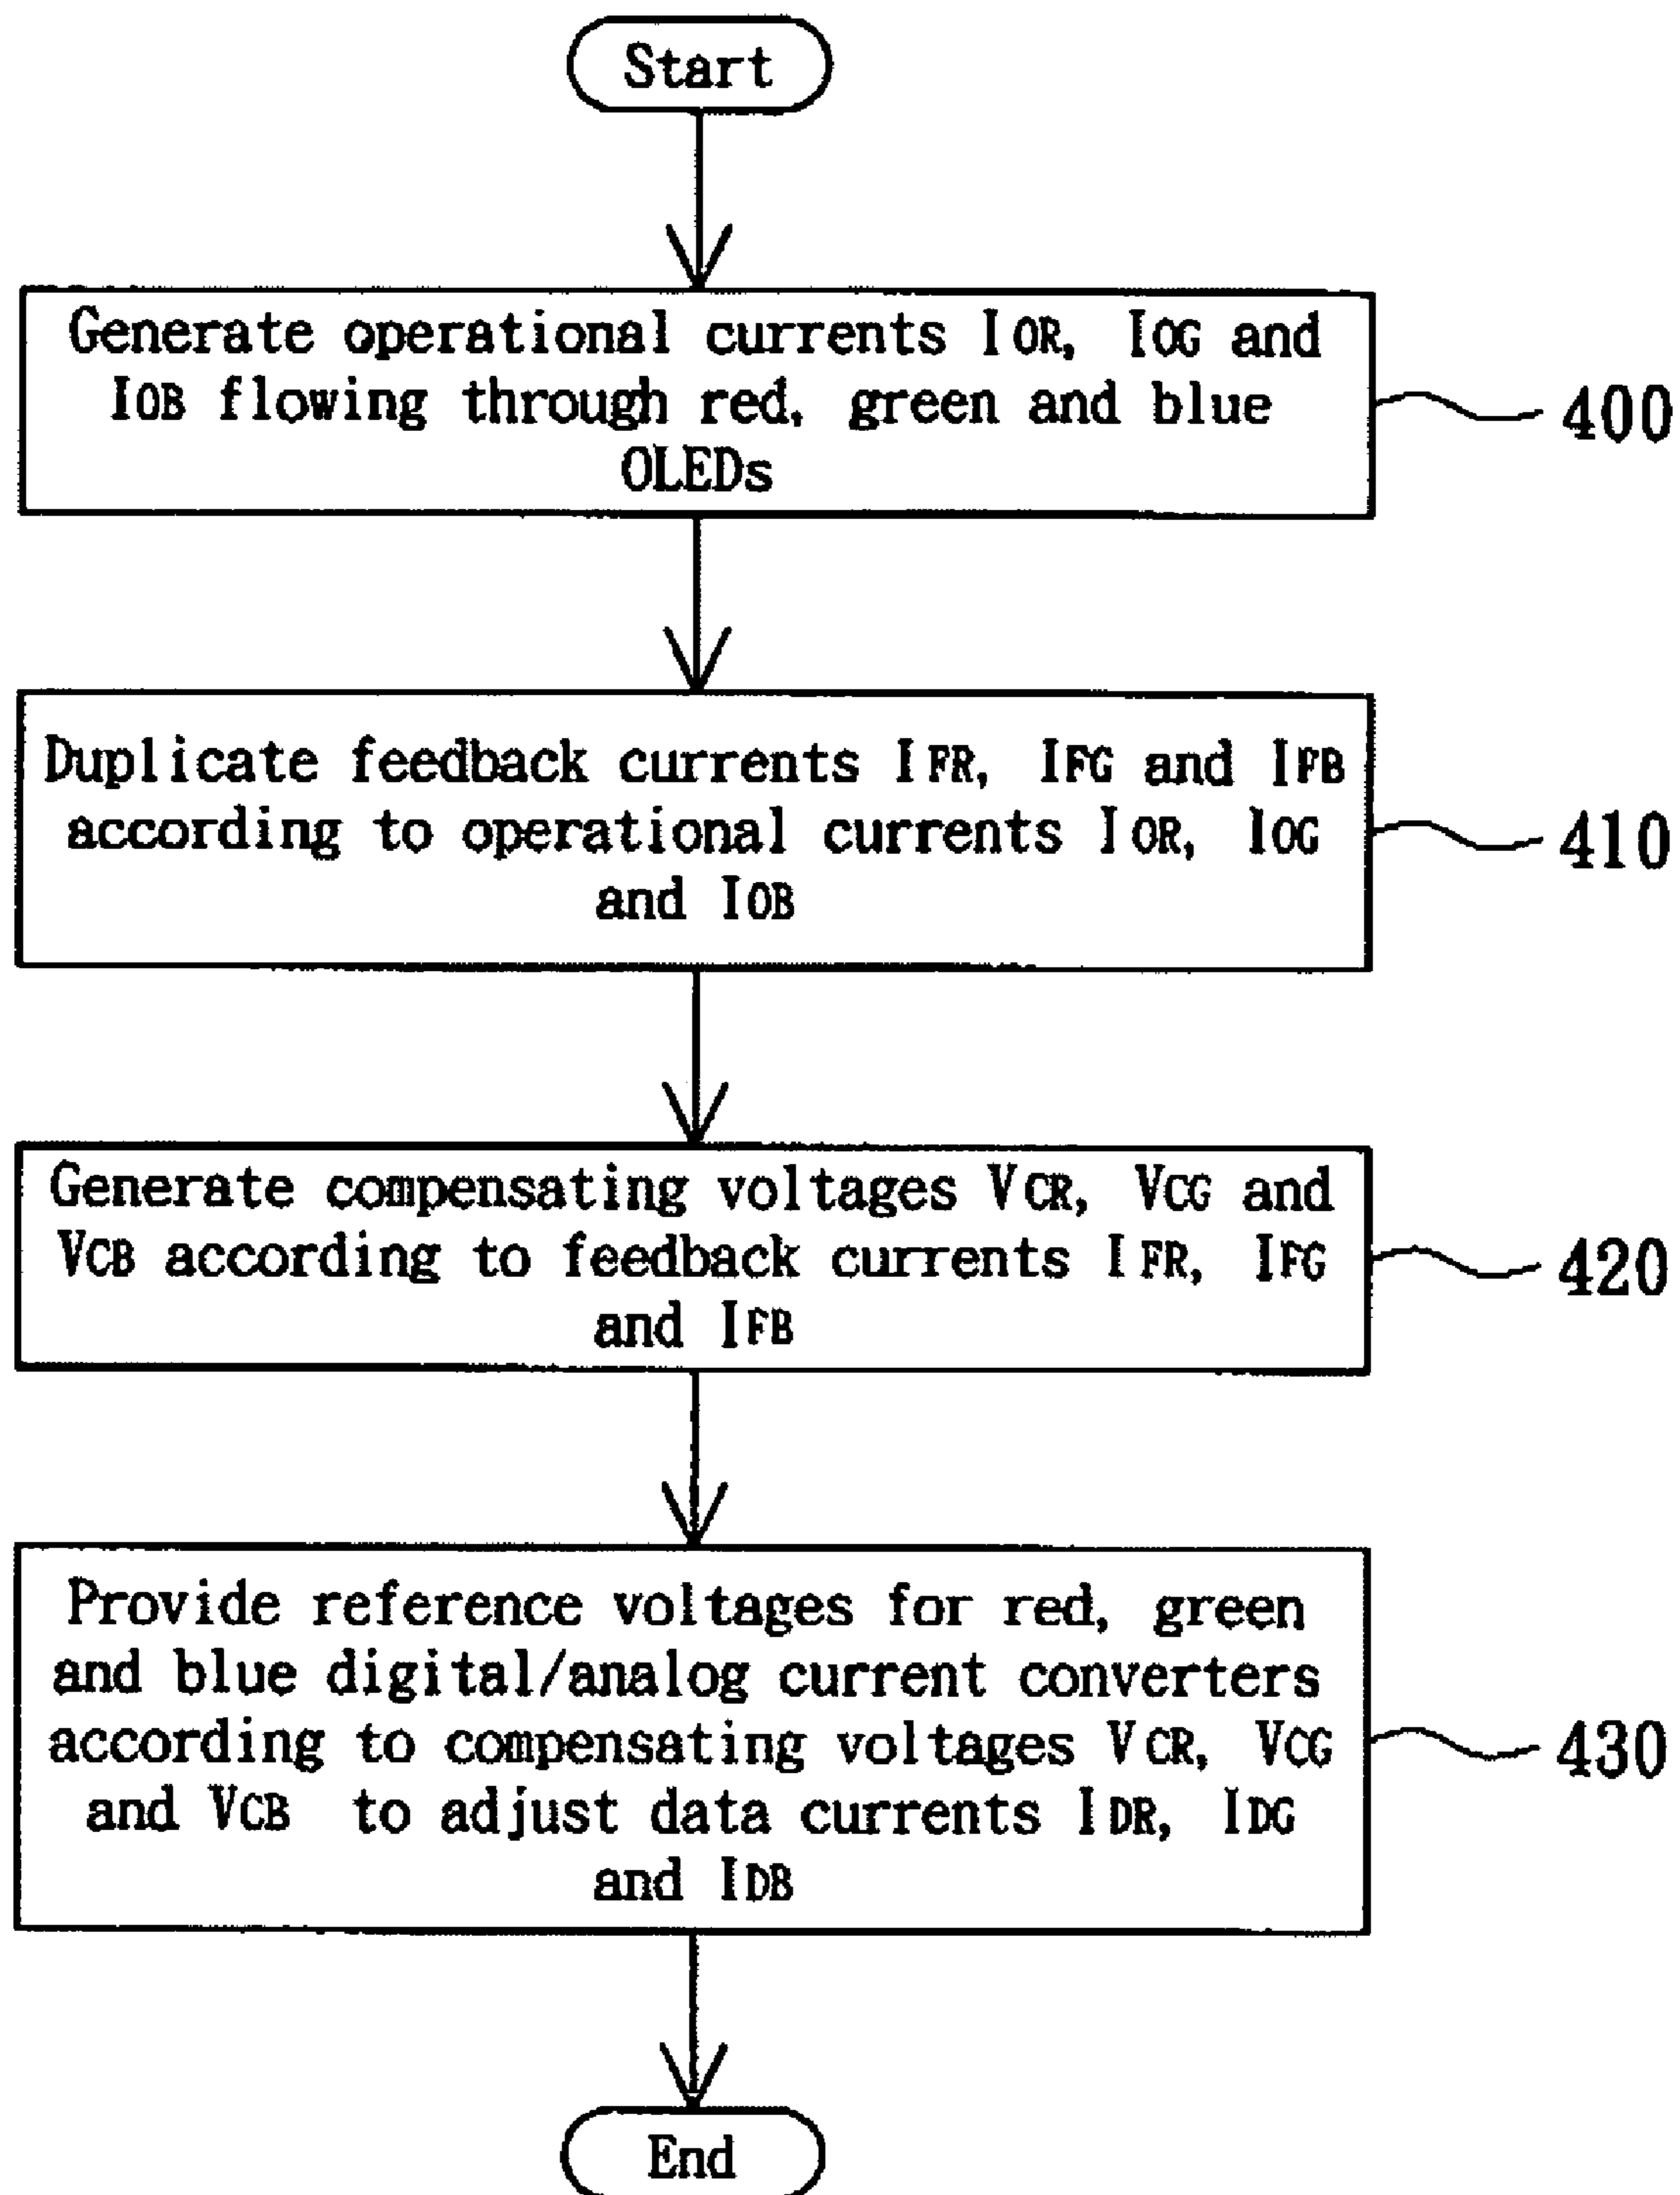 Start
Generate operational currents IOR, IOG and
IOB flowing through red, green and blue
OLEDs
400
Duplicate feedback currents IFR, IFG and IFB
according to operational currents IOR, IOG
and IOB
410
Generate compensating voltages VCR, VCG and
VCB according to feedback currents IFR, IFG
and IFB
420
Provide reference voltages for red, green
and blue digital/analog current converters
according to compensating voltages VCR, VCG
and VCB to adjust data currents IDR, IDG
and IDB
430
End